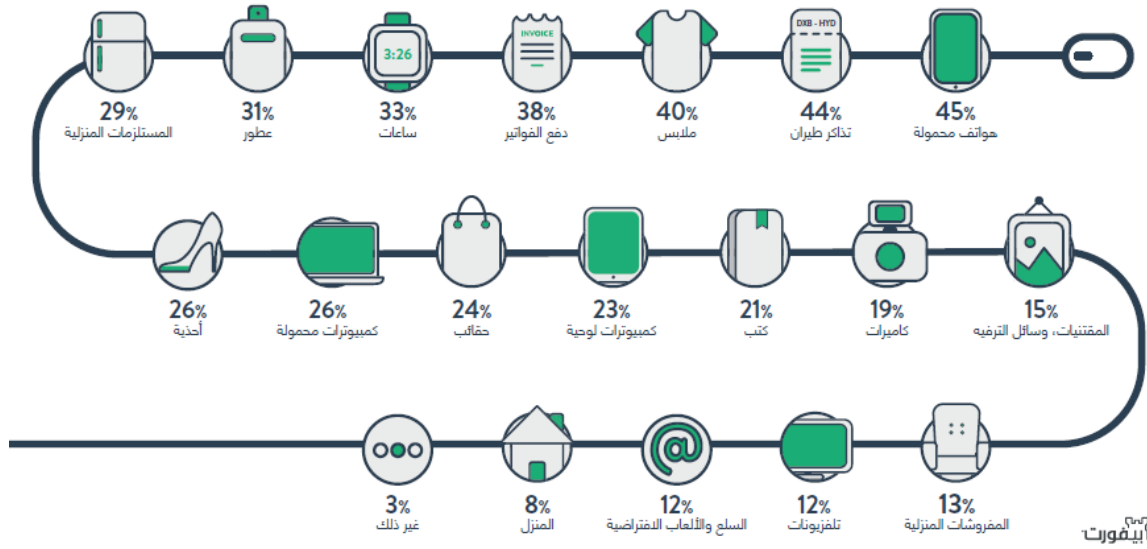 DXB - HYD
45%
هواتف محمولة
44%
تذاكر طيران
40%
ملابس
INVOICE
38%
دفع الفواتير
3:26
33%
ساعات
31%
عطور
29%
المستلزمات المنزلية
26%
أحذية
26%
كمبيوترات محمولة
24%
حقائب
23%
كمبيوترات لوحية
21%
كتب
19%
كاميرات
15%
المقتنيات، وسائل الترفيه
13%
المفروشات المنزلية
12%
تلفزيونات
@
12%
السلع والألعاب الافتراضية
8%
المنزل
3%
غير ذلك
بيفورت